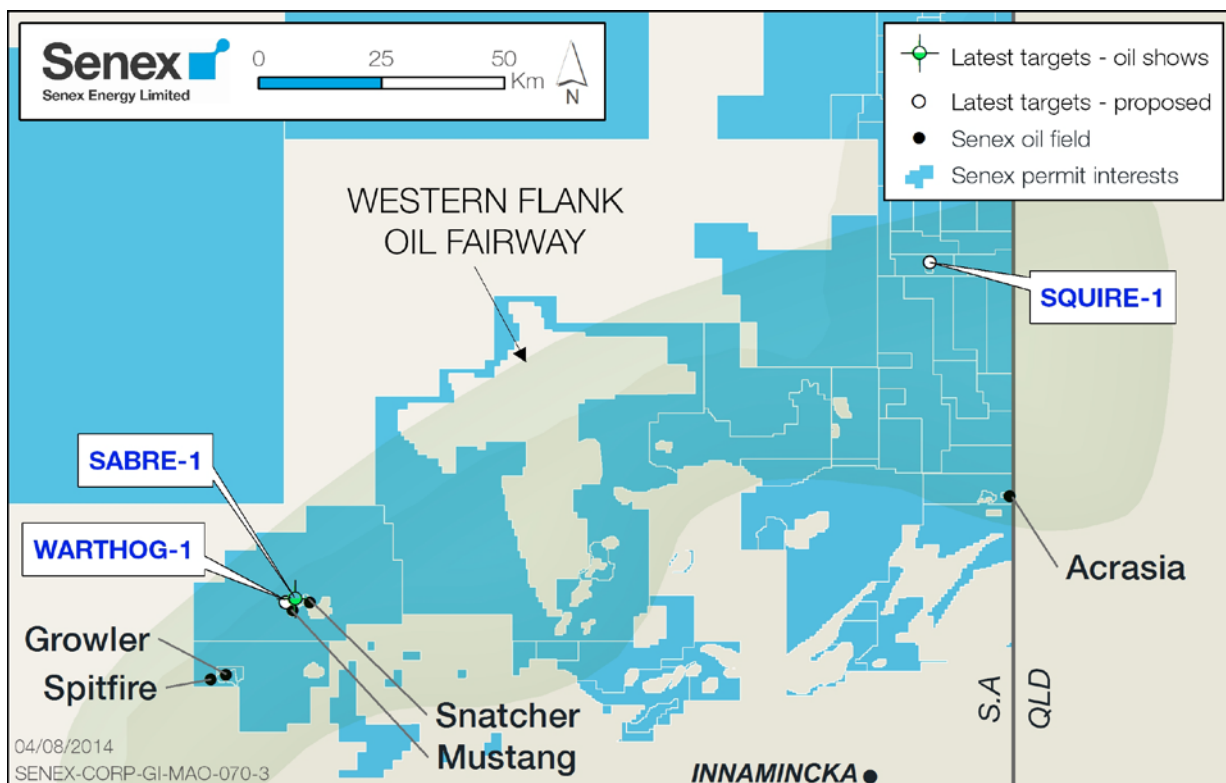 Senex
Senex Energy Limited
0 25 50
Km
N
Latest targets - oil shows
Latest targets - proposed
Senex oil field
Senex permit interests
WESTERN FLANK
OIL FAIRWAY
SQUIRE-1
SABRE-1
WARTHOG-1
Acrasia
Growler
Spitfire
Snatcher
Mustang
S.A
QLD
04/08/2014
SENEX-CORP-GI-MAO-070-3
INNAMINCKA